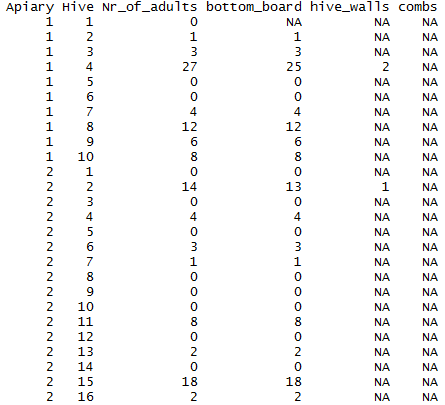 Apiary Hive Nr_of_adults bottom_board hive_walls combs
1 1 0 NA NA NA
1 2 1 1 NA NA
1 3 3 3 NA NA
1 4 27 25 2 NA
1 5 0 0 NA NA
1 6 0 0 NA NA
1 7 4 4 NA NA
1 8 12 12 NA NA
1 9 6 6 NA NA
1 10 8 8 NA NA
2 1 0 0 NA NA
2 2 14 13 1 NA
2 3 0 0 NA NA
2 4 4 4 NA NA
2 5 0 0 NA NA
2 6 3 3 NA NA
2 7 1 1 NA NA
2 8 0 0 NA NA
2 9 0 0 NA NA
2 10 0 0 NA NA
2 11 8 8 NA NA
2 12 0 0 NA NA
2 13 2 2 NA NA
2 14 0 0 NA NA
2 15 18 18 NA NA
2 16 2 2 NA NA